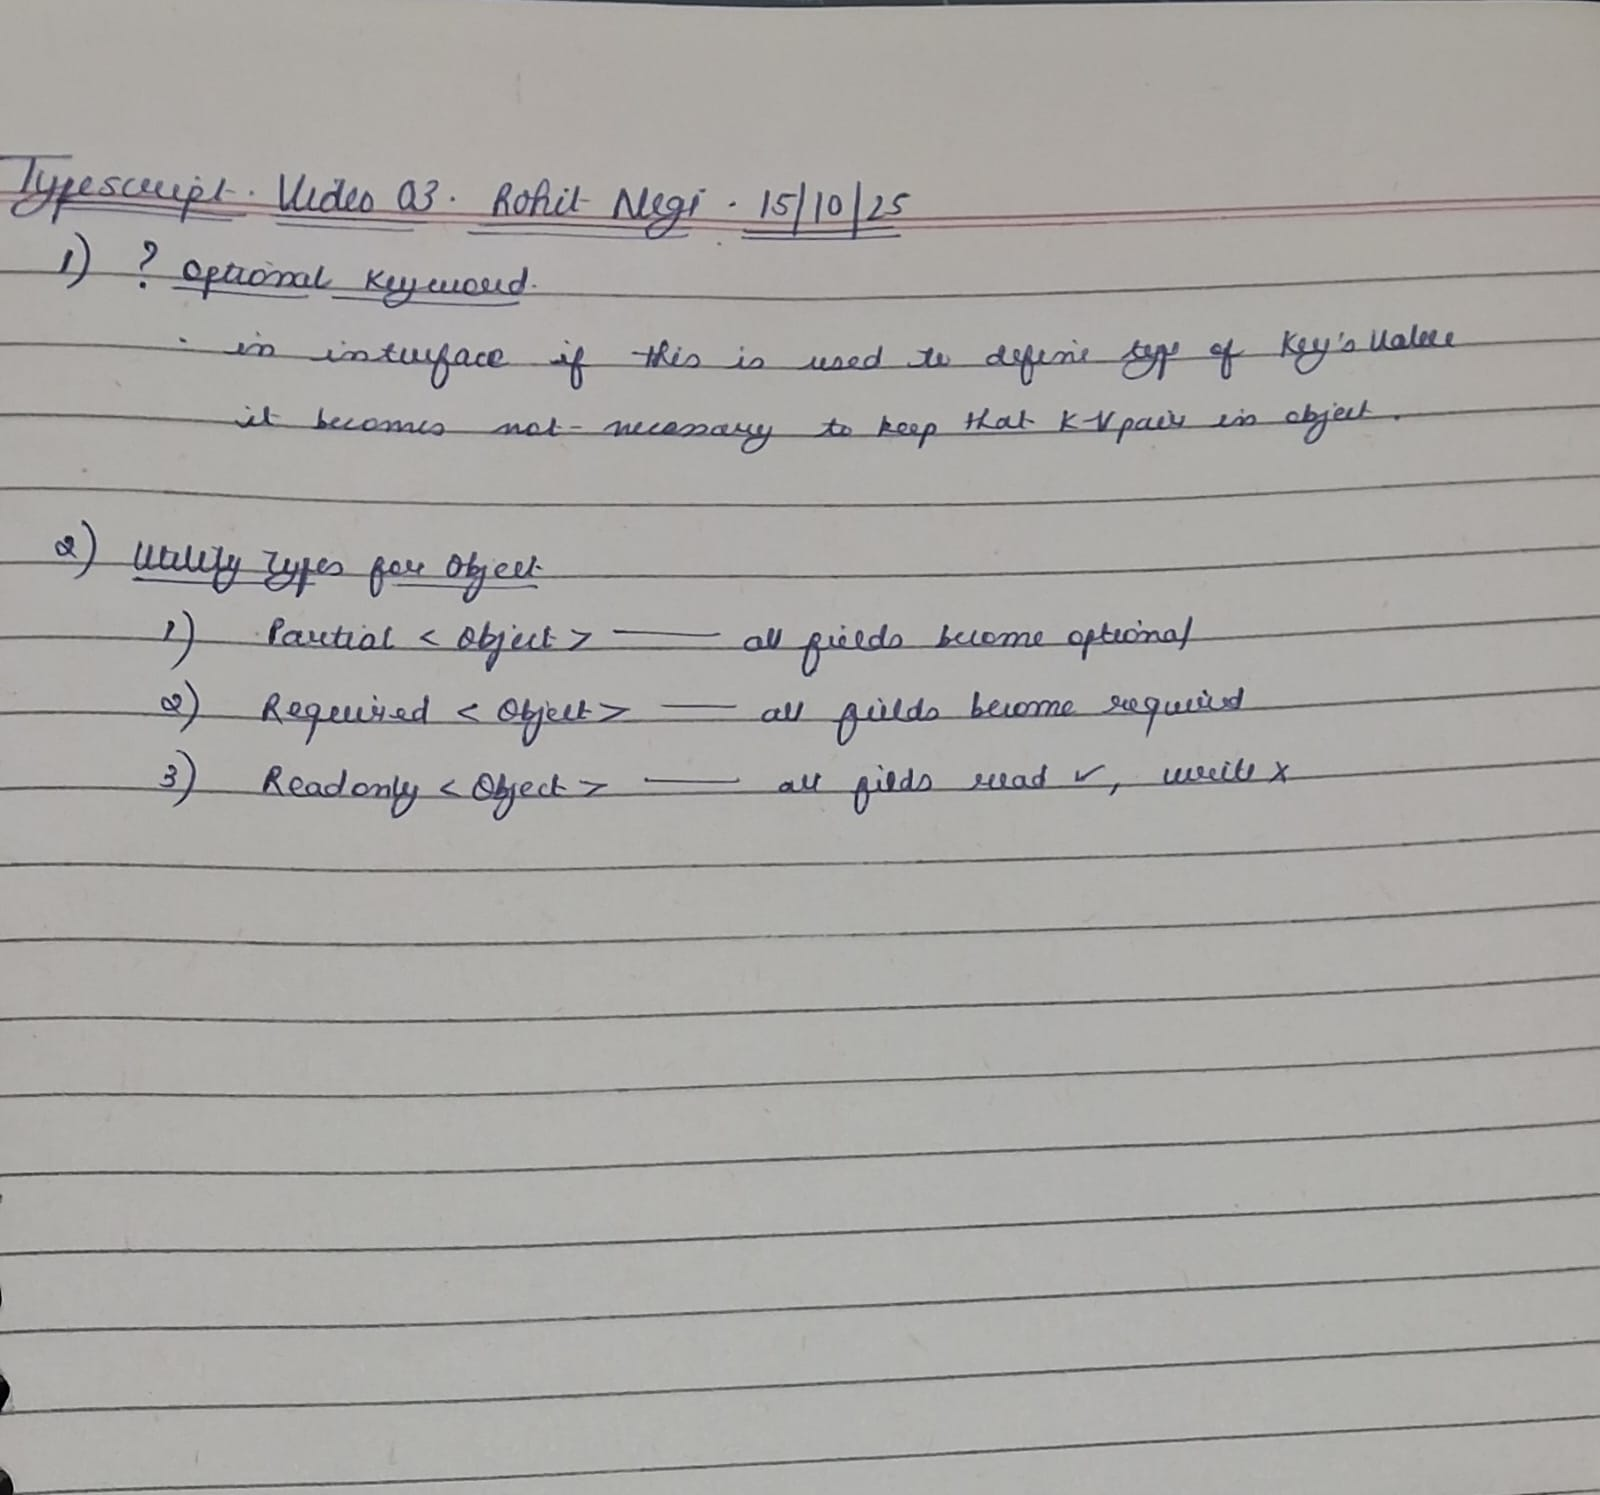 Typescript. Video 03. Rohit Negi. 15/10/25
1) ? Optional Keyword.
· in interface if this is used to define type of Key's Value
it becomes not-necessary to keep that K-V pair in object.
2) Utility Types for Object
1) Partial < Object > — all fields become optional
2) Required < Object > — all fields become required
3) Readonly < Object > — all fields read ✓, write x